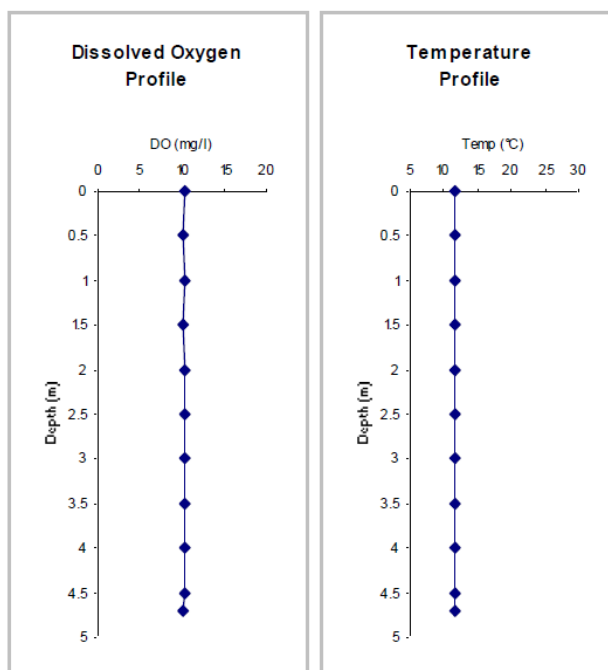 Dissolved Oxygen
Profile
DO (mg/l)
0 5 10 15 20
0
0.5
1
1.5
2
2.5
3
3.5
4
4.5
5
Depth (m)
Temperature
Profile
Temp (°C)
5 10 15 20 25 30
0
0.5
1
1.5
2
2.5
3
3.5
4
4.5
5
Depth (m)